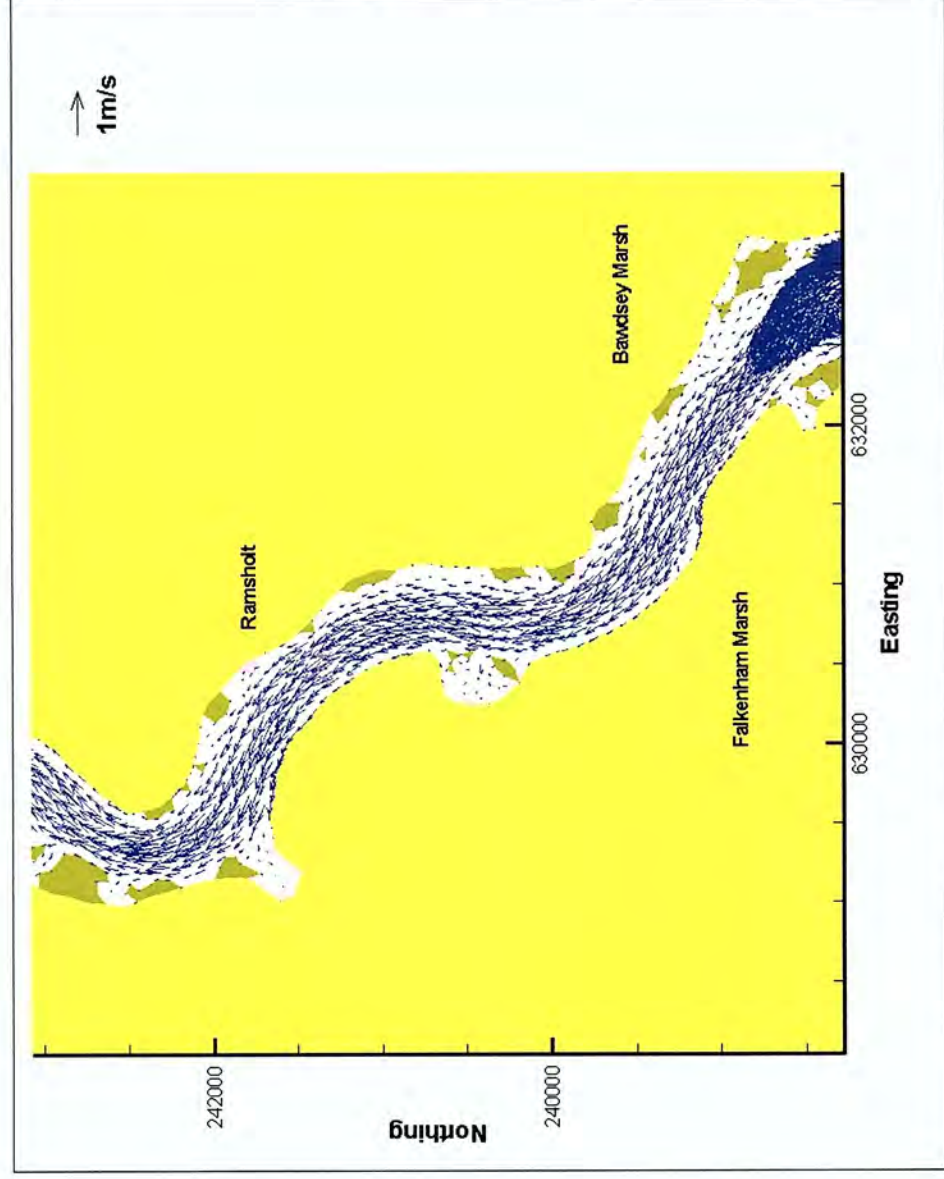 1m/s
Bawdsey Marsh
Ramsholt
Falkenham Marsh
242000
240000
Northing
630000
632000
Easting